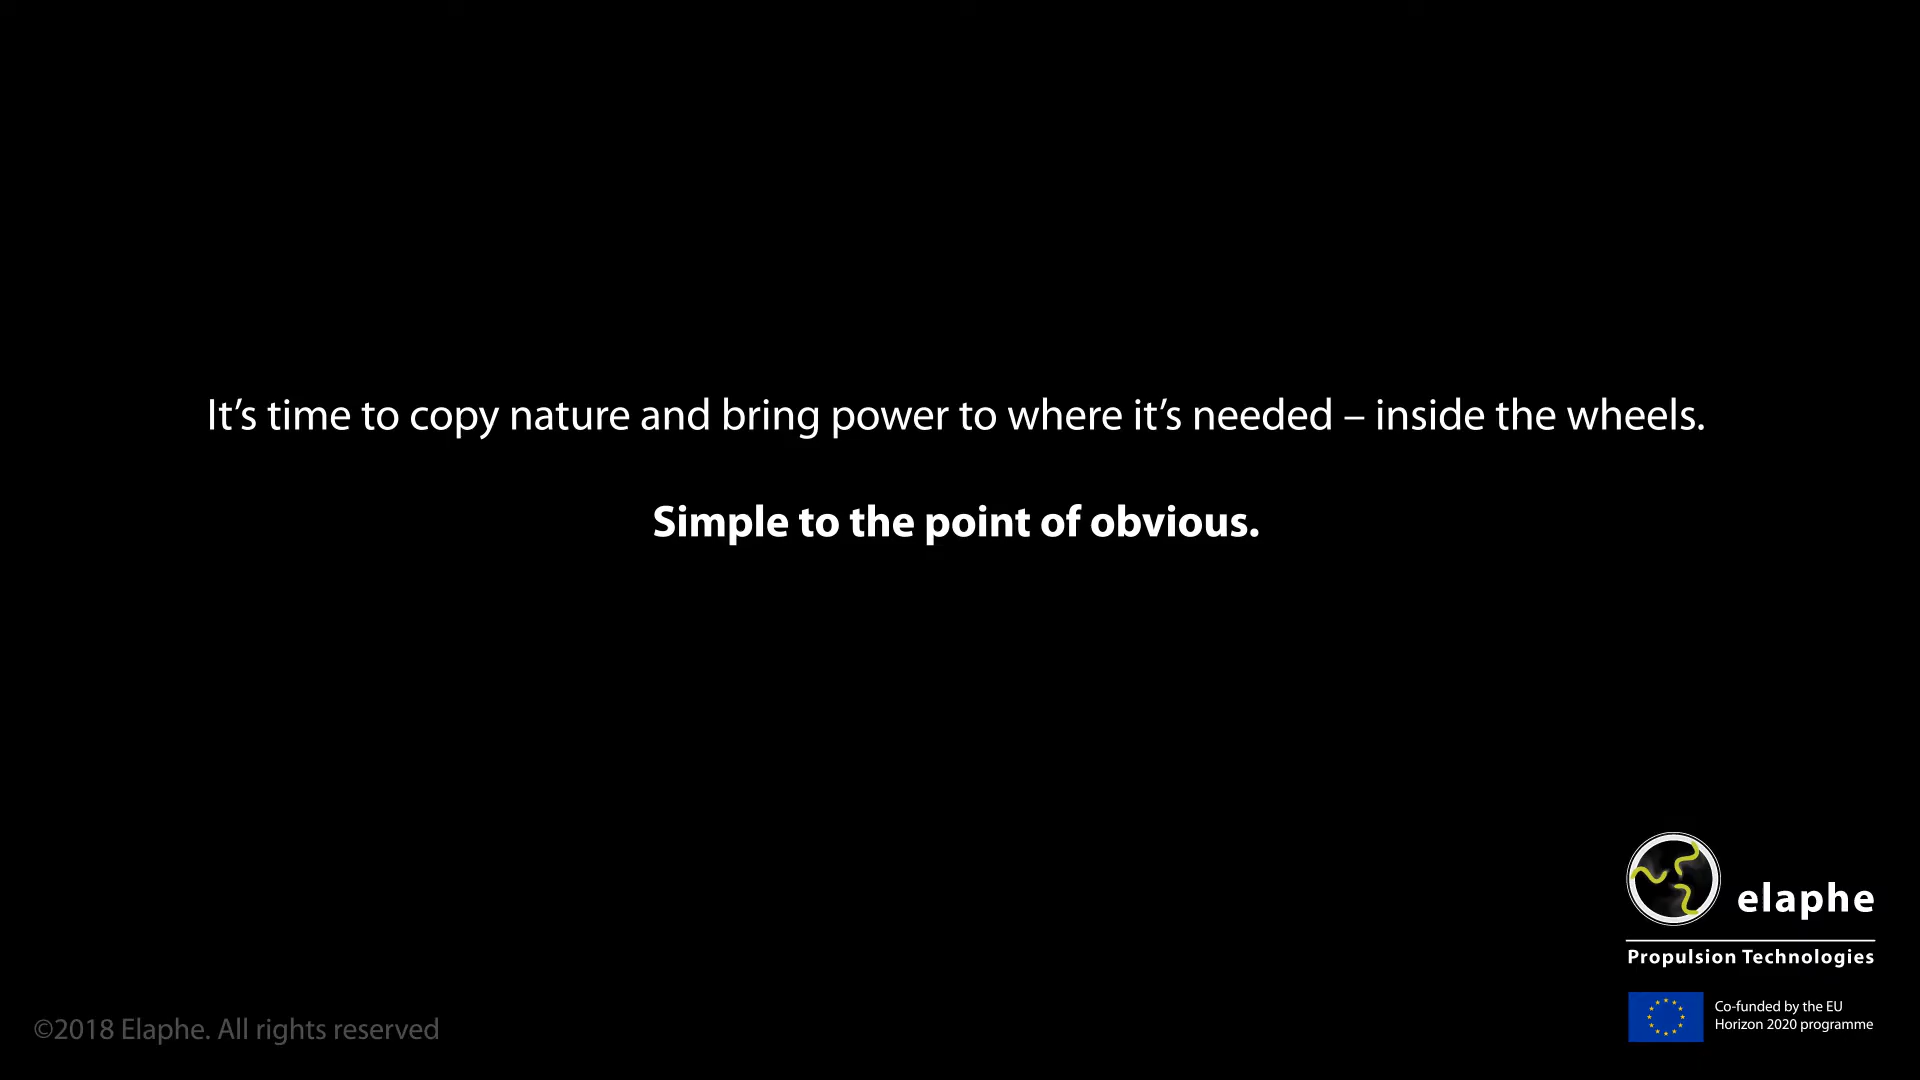 It’s time to copy nature and bring power to where it’s needed – inside the wheels.
Simple to the point of obvious.
elaphe
Propulsion Technologies
Co-funded by the EU
Horizon 2020 programme
©2018 Elaphe. All rights reserved